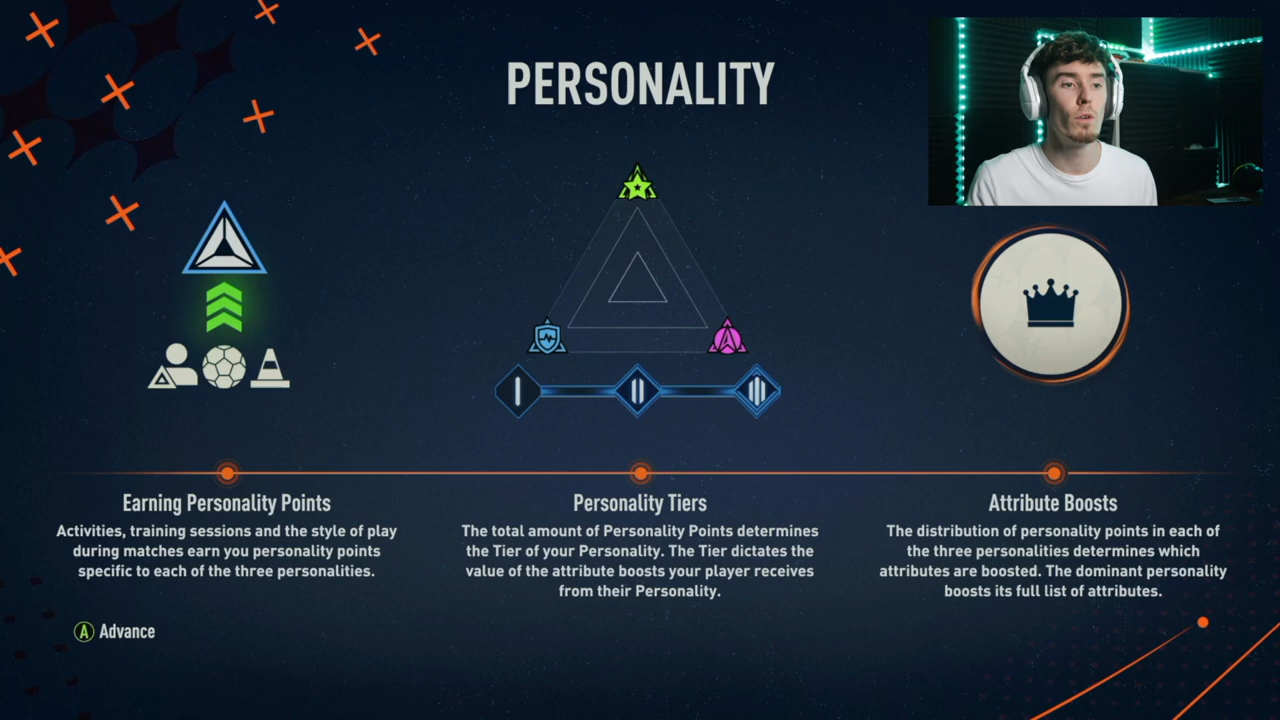 PERSONALITY
Earning Personality Points
Activities, training sessions and the style of play
during matches earn you personality points
specific to each of the three personalities.
Personality Tiers
The total amount of Personality Points determines
the Tier of your Personality. The Tier dictates the
value of the attribute boosts your player receives
from their Personality.
Attribute Boosts
The distribution of personality points in each of
the three personalities determines which
attributes are boosted. The dominant personality
boosts its full list of attributes.
A Advance